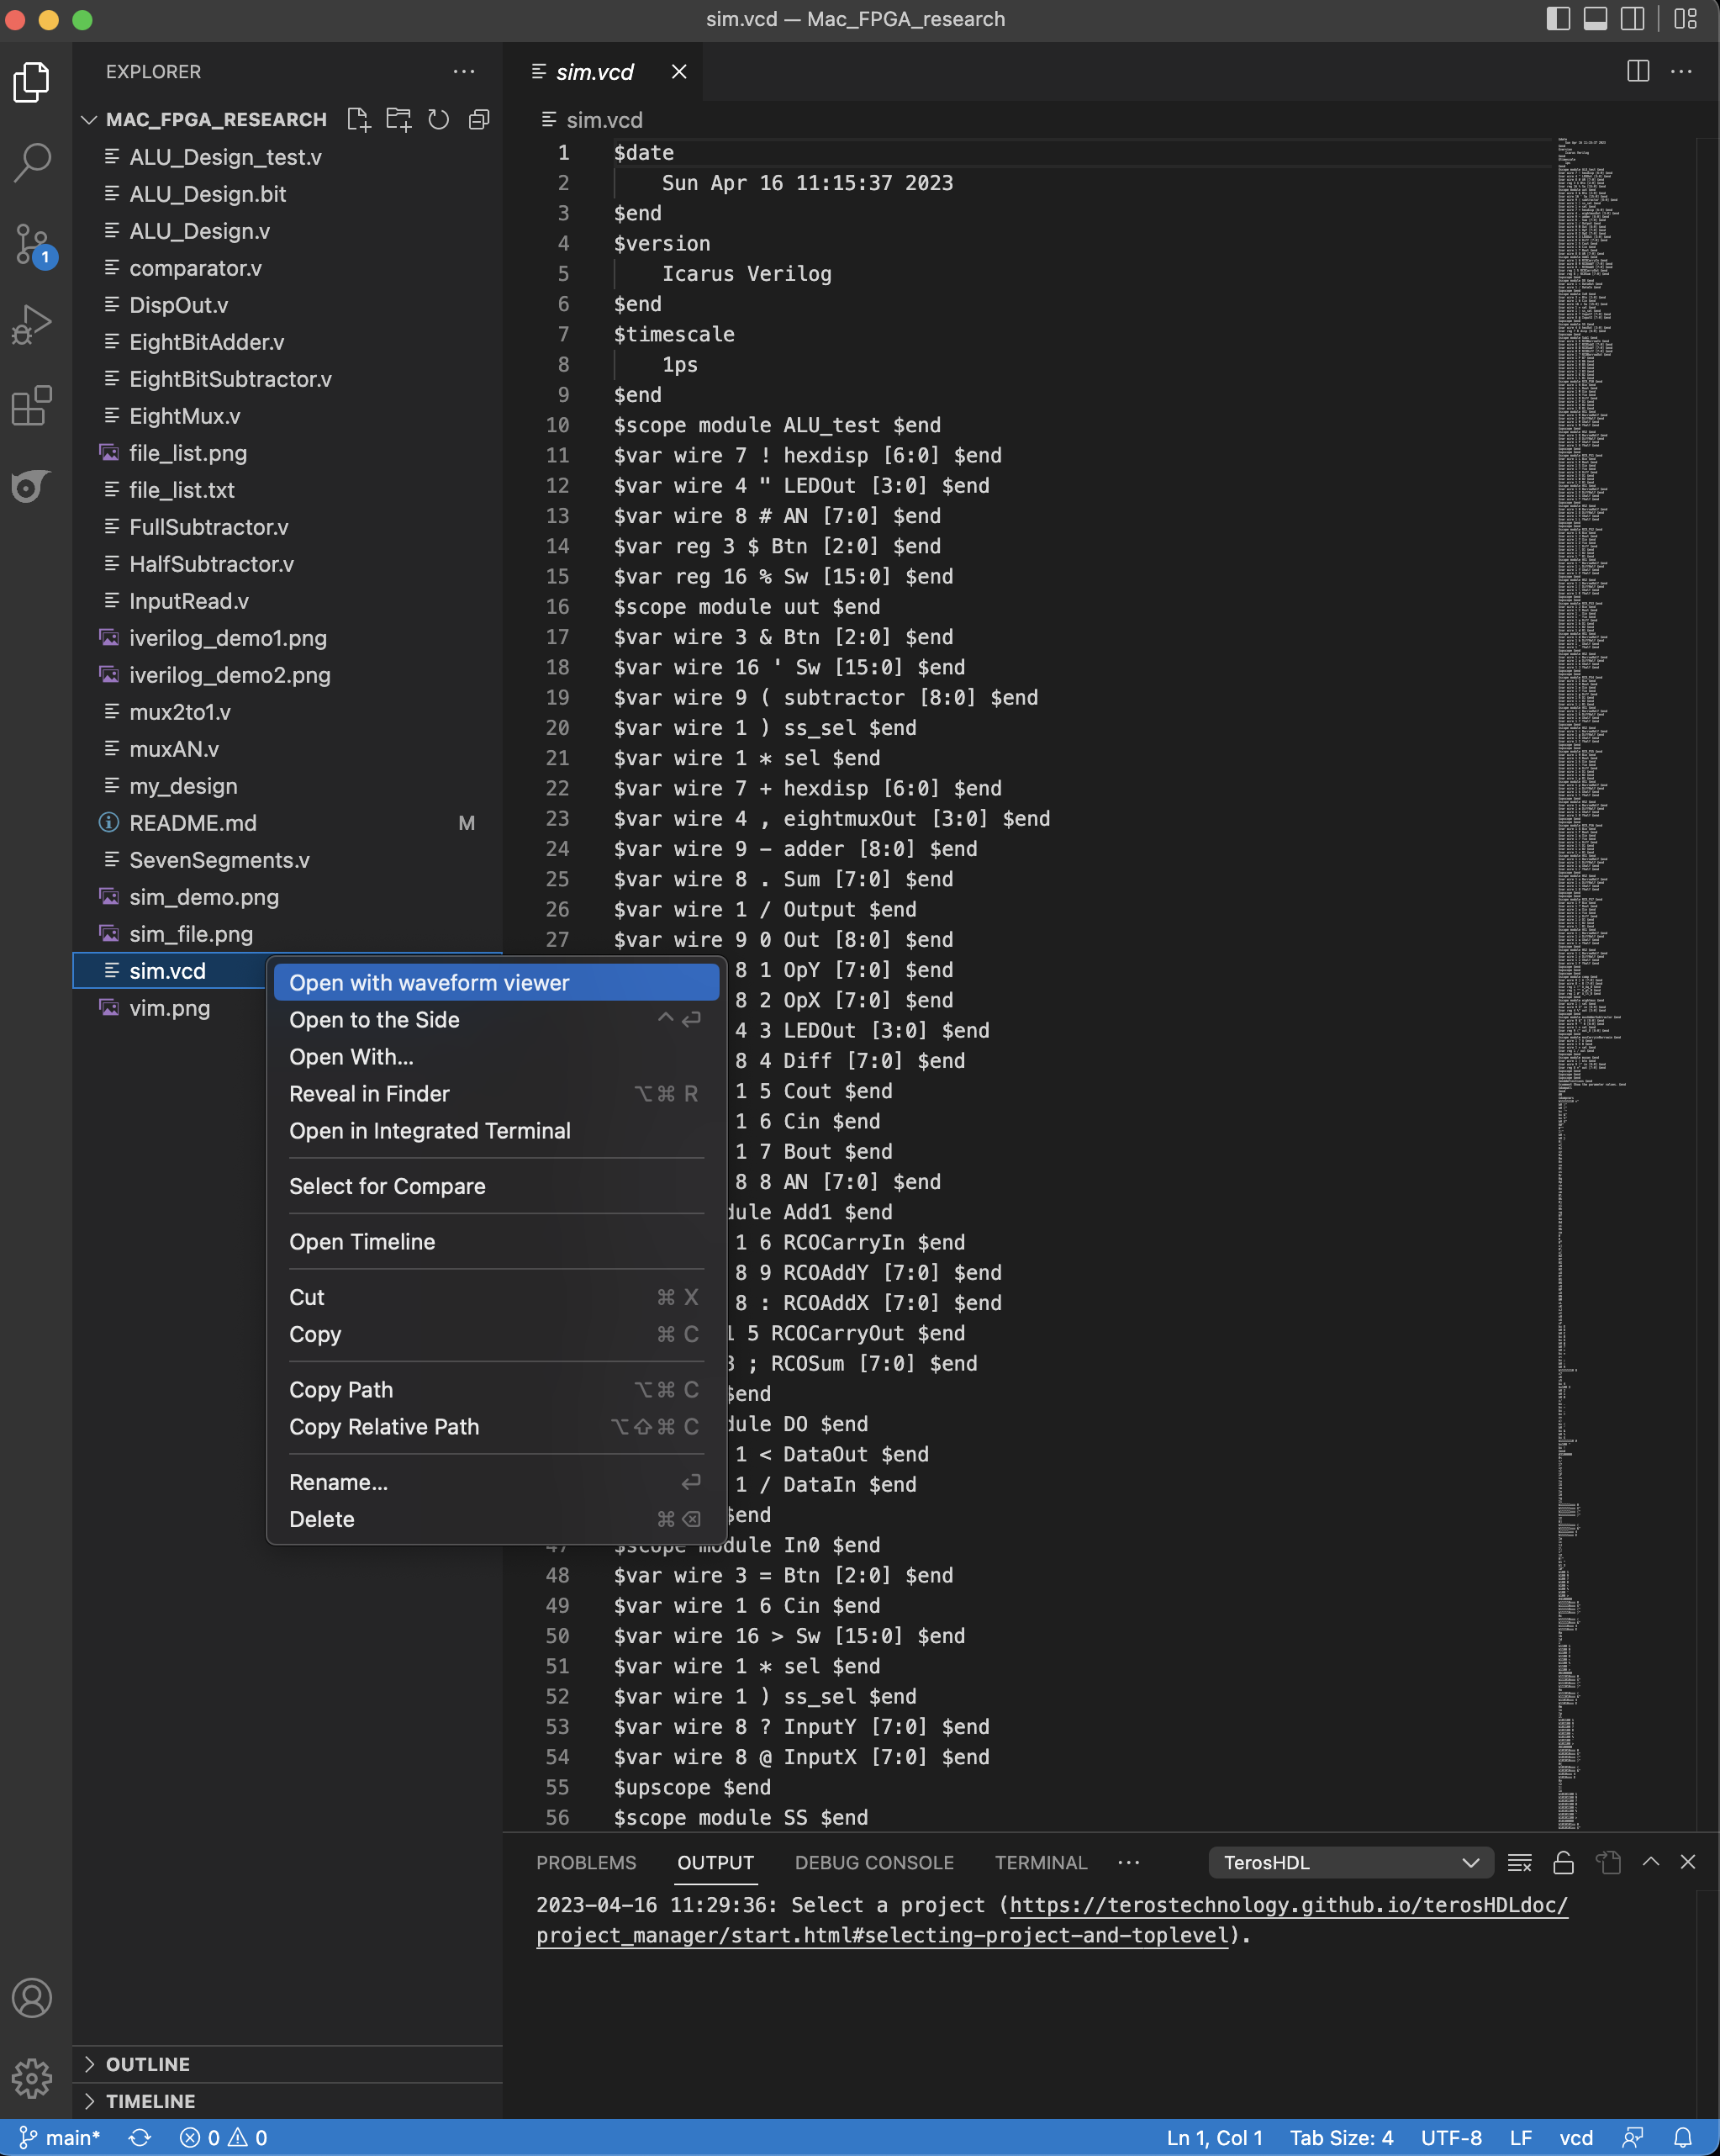 sim.vcd — Mac_FPGA_research
EXPLORER
MAC_FPGA_RESEARCH
ALU_Design_test.v
ALU_Design.bit
ALU_Design.v
comparator.v
DispOut.v
EightBitAdder.v
EightBitSubtractor.v
EightMux.v
file_list.png
file_list.txt
FullSubtractor.v
HalfSubtractor.v
InputRead.v
iverilog_demo1.png
iverilog_demo2.png
mux2to1.v
muxAN.v
my_design
README.md M
SevenSegments.v
sim_demo.png
sim_file.png
sim.vcd
vim.png
1
OUTLINE
TIMELINE
Open with waveform viewer
Open to the Side ^ ↩
Open With...
Reveal in Finder ⌥⌘ R
Open in Integrated Terminal
Select for Compare
Open Timeline
Cut ⌘ X
Copy ⌘ C
Copy Path ⌥⌘ C
Copy Relative Path ⌥⇧⌘ C
Rename... ↩
Delete ⌘ ⌫
sim.vcd
sim.vcd
1 $date
2 Sun Apr 16 11:15:37 2023
3 $end
4 $version
5 Icarus Verilog
6 $end
7 $timescale
8 1ps
9 $end
10 $scope module ALU_test $end
11 $var wire 7 ! hexdisp [6:0] $end
12 $var wire 4 " LEDOut [3:0] $end
13 $var wire 8 # AN [7:0] $end
14 $var reg 3 $ Btn [2:0] $end
15 $var reg 16 % Sw [15:0] $end
16 $scope module uut $end
17 $var wire 3 & Btn [2:0] $end
18 $var wire 16 ' Sw [15:0] $end
19 $var wire 9 ( subtractor [8:0] $end
20 $var wire 1 ) ss_sel $end
21 $var wire 1 * sel $end
22 $var wire 7 + hexdisp [6:0] $end
23 $var wire 4 , eightmuxOut [3:0] $end
24 $var wire 9 - adder [8:0] $end
25 $var wire 8 . Sum [7:0] $end
26 $var wire 1 / Output $end
27 $var wire 9 0 Out [8:0] $end
8 1 OpY [7:0] $end
8 2 OpX [7:0] $end
4 3 LEDOut [3:0] $end
8 4 Diff [7:0] $end
1 5 Cout $end
1 6 Cin $end
1 7 Bout $end
8 8 AN [7:0] $end
dule Add1 $end
1 6 RCOCarryIn $end
8 9 RCOAddY [7:0] $end
8 : RCOAddX [7:0] $end
1 5 RCOCarryOut $end
8 ; RCOSum [7:0] $end
$end
dule DO $end
1 < DataOut $end
1 / DataIn $end
$end
47 $scope module In0 $end
48 $var wire 3 = Btn [2:0] $end
49 $var wire 1 6 Cin $end
50 $var wire 16 > Sw [15:0] $end
51 $var wire 1 * sel $end
52 $var wire 1 ) ss_sel $end
53 $var wire 8 ? InputY [7:0] $end
54 $var wire 8 @ InputX [7:0] $end
55 $upscope $end
56 $scope module SS $end
PROBLEMS OUTPUT DEBUG CONSOLE TERMINAL TerosHDL
2023-04-16 11:29:36: Select a project (https://terostechnology.github.io/terosHDLdoc/
project_manager/start.html#selecting-project-and-toplevel).
main* 0 0 Ln 1, Col 1 Tab Size: 4 UTF-8 LF vcd